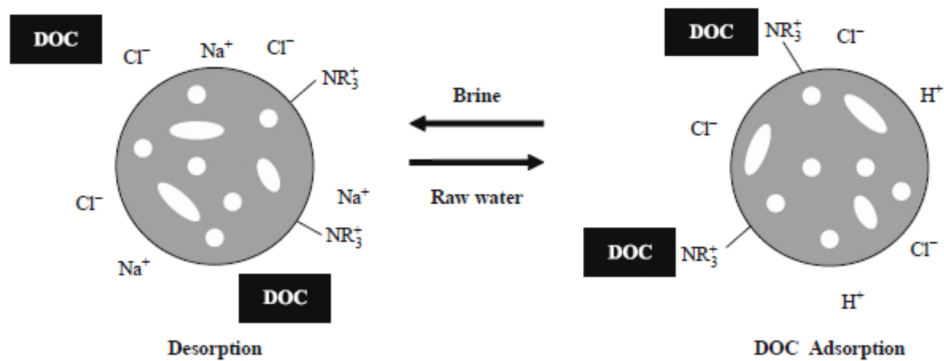 DOC
Cl⁻
Na⁺
Cl⁻
NR₃⁺
Cl⁻
Na⁺
NR₃⁺
Na⁺
DOC
Desorption
Brine
Raw water
DOC
NR₃⁺
Cl⁻
H⁺
Cl⁻
DOC
NR₃⁺
Cl⁻
H⁺
DOC Adsorption